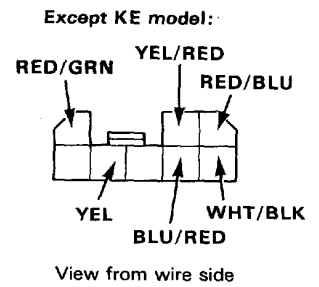 Except KE model:
YEL/RED
RED/GRN
RED/BLU
YEL
WHT/BLK
BLU/RED
View from wire side